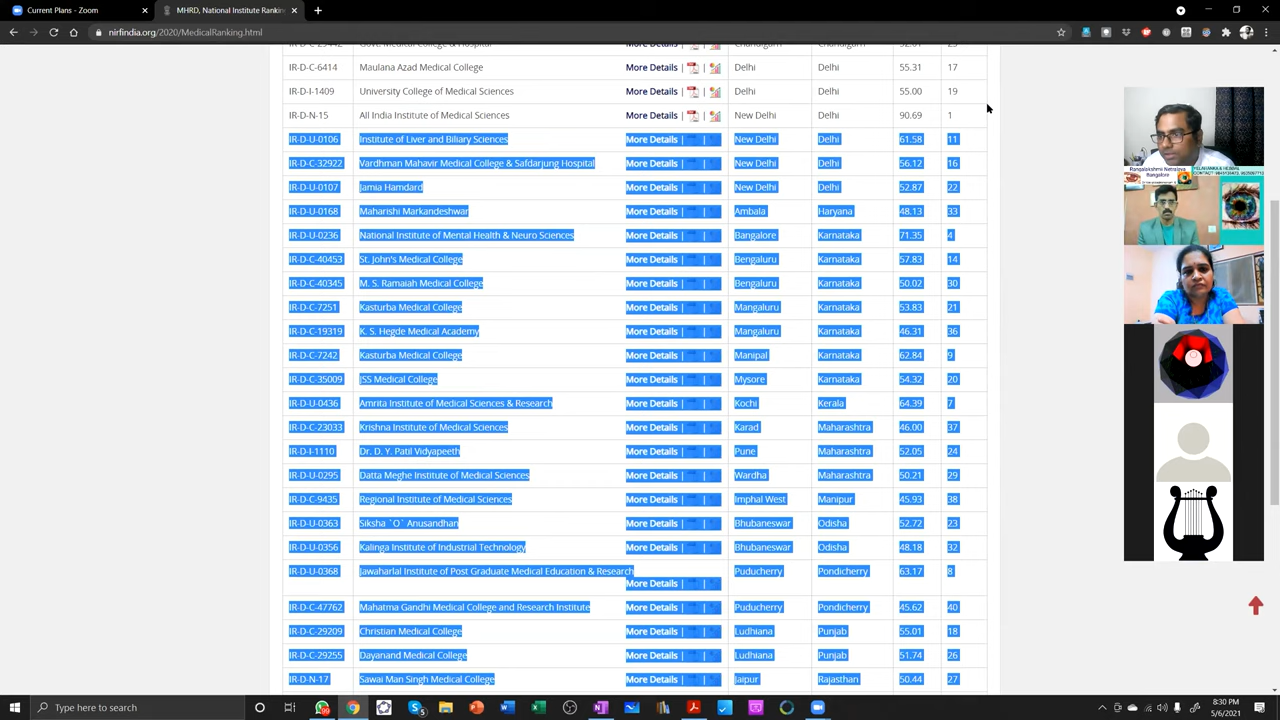 Current Plans - Zoom
MHRD, National Institute Rankin
nirfindia.org/2020/MedicalRanking.html
Govt. Medical College & Hospital More Details | | Chandigarh Chandigarh
IR-D-C-6414 Maulana Azad Medical College More Details | | Delhi Delhi 55.31 17
IR-D-I-1409 University College of Medical Sciences More Details | | Delhi Delhi 55.00 19
IR-D-N-15 All India Institute of Medical Sciences More Details | | New Delhi Delhi 90.69 1
IR-D-U-0106 Institute of Liver and Biliary Sciences More Details | | New Delhi Delhi 61.58 11
IR-D-C-32922 Vardhman Mahavir Medical College & Safdarjung Hospital More Details | | New Delhi Delhi 56.12 16
IR-D-U-0107 Jamia Hamdard More Details | | New Delhi Delhi 52.87 22
IR-D-U-0168 Maharishi Markandeshwar More Details | | Ambala Haryana 48.13 33
IR-D-U-0236 National Institute of Mental Health & Neuro Sciences More Details | | Bangalore Karnataka 71.35 4
IR-D-C-40453 St. John's Medical College More Details | | Bengaluru Karnataka 57.83 14
IR-D-C-40345 M. S. Ramaiah Medical College More Details | | Bengaluru Karnataka 50.02 30
IR-D-C-7251 Kasturba Medical College More Details | | Mangaluru Karnataka 53.83 21
IR-D-C-19319 K. S. Hegde Medical Academy More Details | | Mangaluru Karnataka 46.31 36
IR-D-C-7242 Kasturba Medical College More Details | | Manipal Karnataka 62.84 9
IR-D-C-35009 JSS Medical College More Details | | Mysore Karnataka 54.32 20
IR-D-U-0436 Amrita Institute of Medical Sciences & Research More Details | | Kochi Kerala 64.39 7
IR-D-C-23033 Krishna Institute of Medical Sciences More Details | | Karad Maharashtra 46.00 37
IR-D-I-1110 Dr. D. Y. Patil Vidyapeeth More Details | | Pune Maharashtra 52.05 24
IR-D-U-0295 Datta Meghe Institute of Medical Sciences More Details | | Wardha Maharashtra 50.21 29
IR-D-C-9435 Regional Institute of Medical Sciences More Details | | Imphal West Manipur 45.93 38
IR-D-U-0363 Siksha `O` Anusandhan More Details | | Bhubaneswar Odisha 52.72 23
IR-D-U-0356 Kalinga Institute of Industrial Technology More Details | | Bhubaneswar Odisha 48.18 32
IR-D-U-0368 Jawaharlal Institute of Post Graduate Medical Education & Research Puducherry Pondicherry 63.17 8
More Details | |
IR-D-C-47762 Mahatma Gandhi Medical College and Research Institute More Details | | Puducherry Pondicherry 45.62 40
IR-D-C-29209 Christian Medical College More Details | | Ludhiana Punjab 55.01 18
IR-D-C-29255 Dayanand Medical College More Details | | Ludhiana Punjab 51.74 26
IR-D-N-17 Sawai Man Singh Medical College More Details | | Jaipur Rajasthan 50.44 27
Rangalakshmi Netralaya
Bangalore
Type here to search
99
8:30 PM
5/6/2021